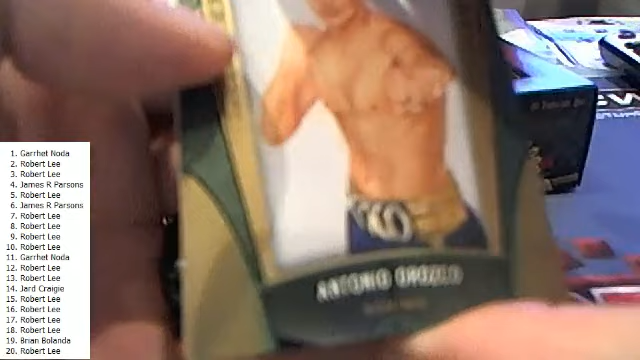 1. Garrhet Noda
2. Robert Lee
3. Robert Lee
4. James R Parsons
5. Robert Lee
6. James R Parsons
7. Robert Lee
8. Robert Lee
9. Robert Lee
10. Robert Lee
11. Garrhet Noda
12. Robert Lee
13. Robert Lee
14. Jard Craigie
15. Robert Lee
16. Robert Lee
17. Robert Lee
18. Robert Lee
19. Brian Bolanda
20. Robert Lee
ANTONIO OROZCO